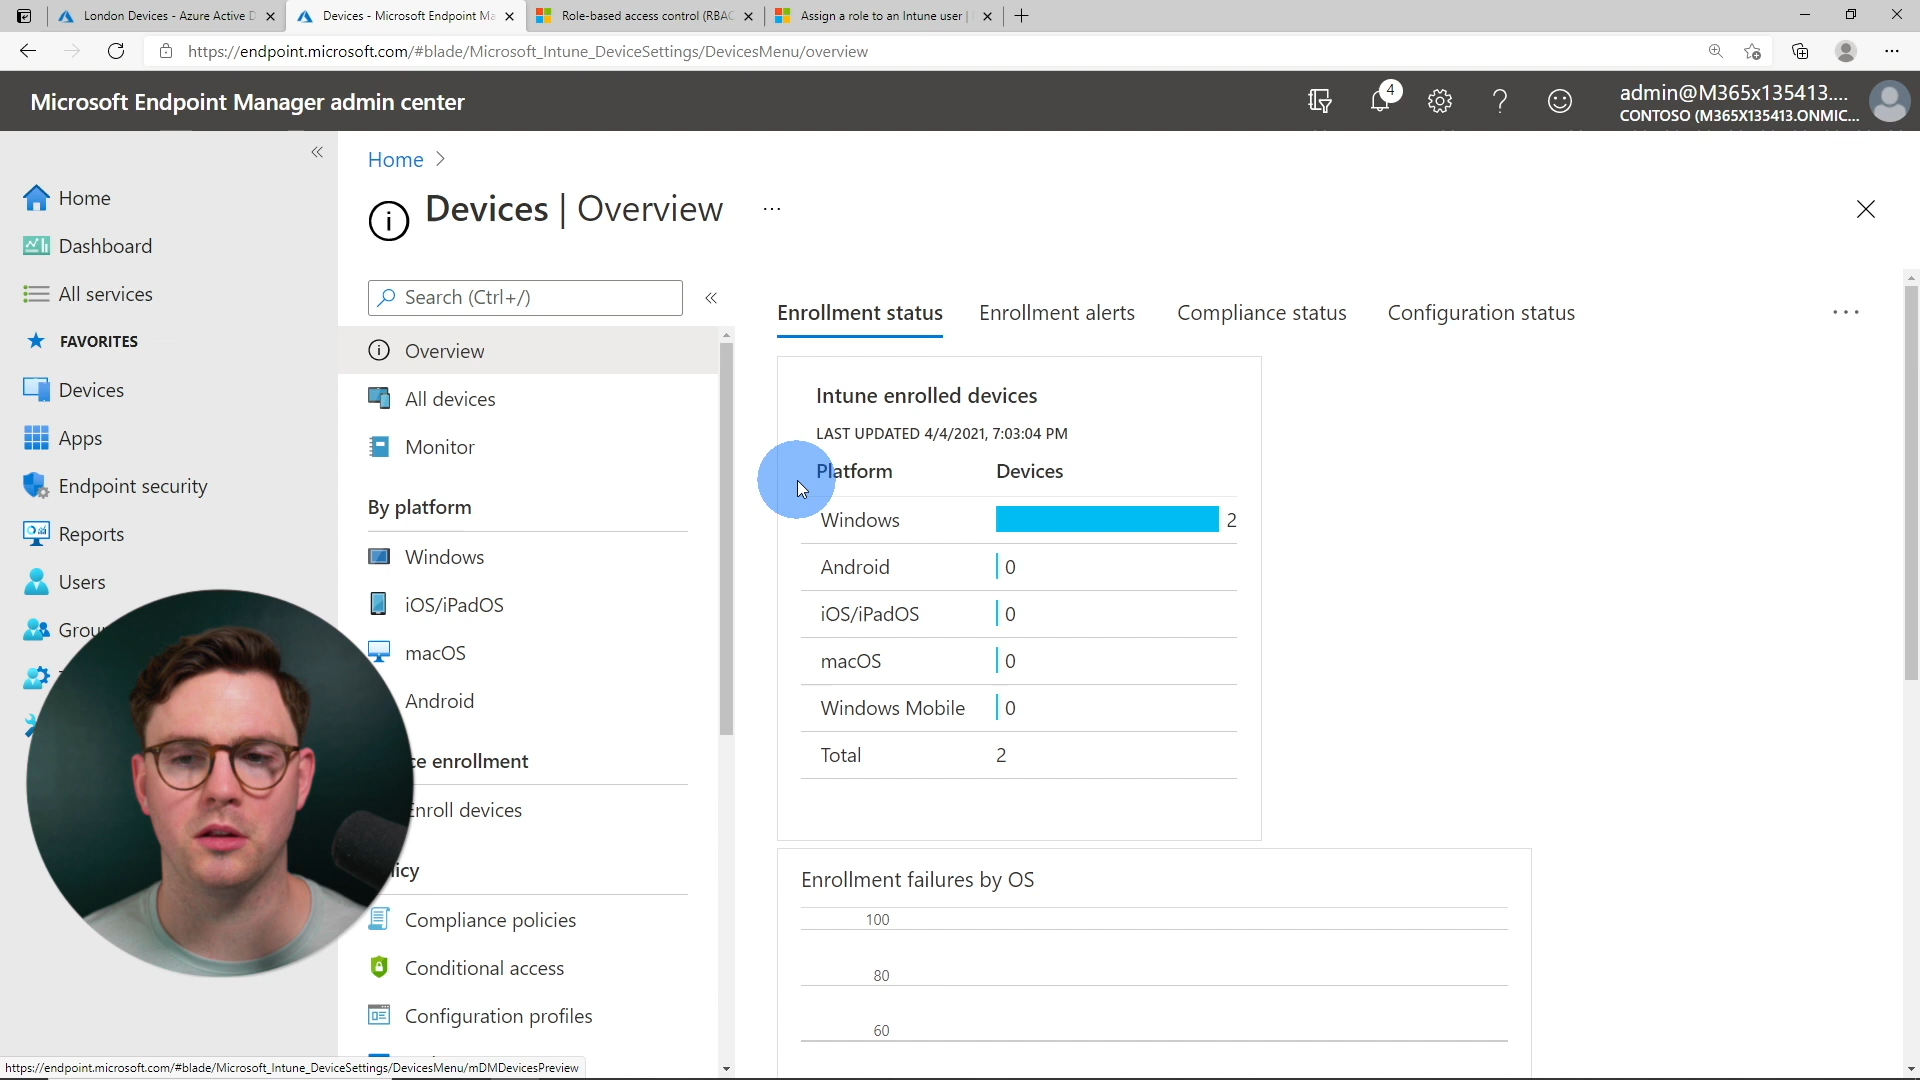 London Devices - Azure Active D
Devices - Microsoft Endpoint Ma
Role-based access control (RBAC
Assign a role to an Intune user |
https://endpoint.microsoft.com/#blade/Microsoft_Intune_DeviceSettings/DevicesMenu/overview
Microsoft Endpoint Manager admin center
4
admin@M365x135413....
CONTOSO (M365X135413.ONMIC...
Home
Dashboard
All services
FAVORITES
Devices
Apps
Endpoint security
Reports
Users
Grou
Home >
Devices | Overview
...
Search (Ctrl+/)
Overview
All devices
Monitor
By platform
Windows
iOS/iPadOS
macOS
Android
ce enrollment
Enroll devices
licy
Compliance policies
Conditional access
Configuration profiles
Enrollment status
Enrollment alerts
Compliance status
Configuration status
...
Intune enrolled devices
LAST UPDATED 4/4/2021, 7:03:04 PM
Platform Devices
Windows 2
Android 0
iOS/iPadOS 0
macOS 0
Windows Mobile 0
Total 2
Enrollment failures by OS
100
80
60
https://endpoint.microsoft.com/#blade/Microsoft_Intune_DeviceSettings/DevicesMenu/mDMDevicesPreview